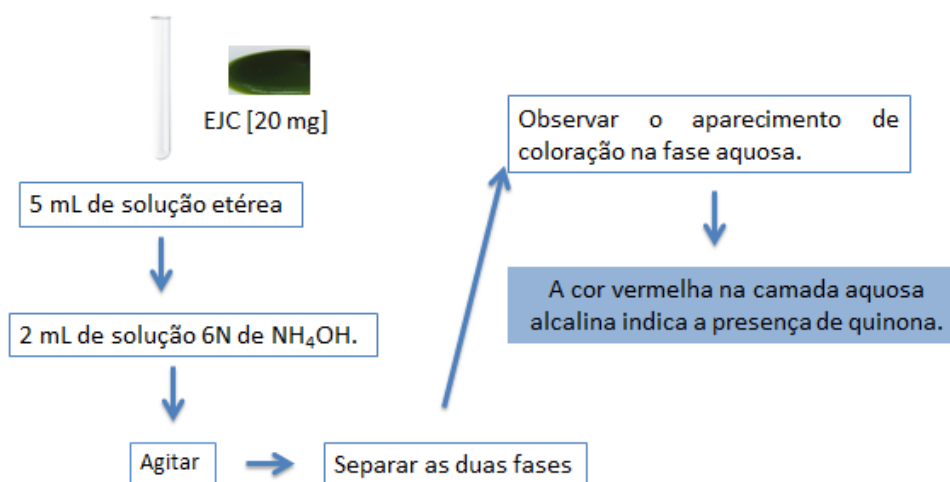 EJC [20 mg]
5 mL de solução etérea
2 mL de solução 6N de NH₄OH.
Agitar
Separar as duas fases
Observar o aparecimento de
coloração na fase aquosa.
A cor vermelha na camada aquosa
alcalina indica a presença de quinona.